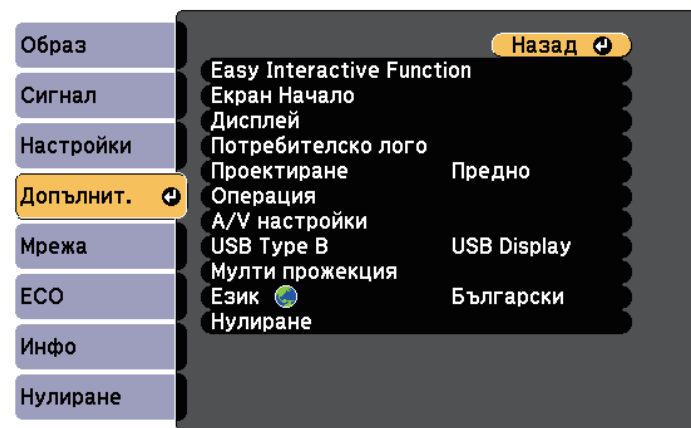 Образ
Сигнал
Настройки
Допълнит.
Мрежа
ECO
Инфо
Нулиране
Назад
Easy Interactive Function
Екран Начало
Дисплей
Потребителско лого
Проектиране Предно
Операция
A/V настройки
USB Type B USB Display
Мулти прожекция
Език Български
Нулиране